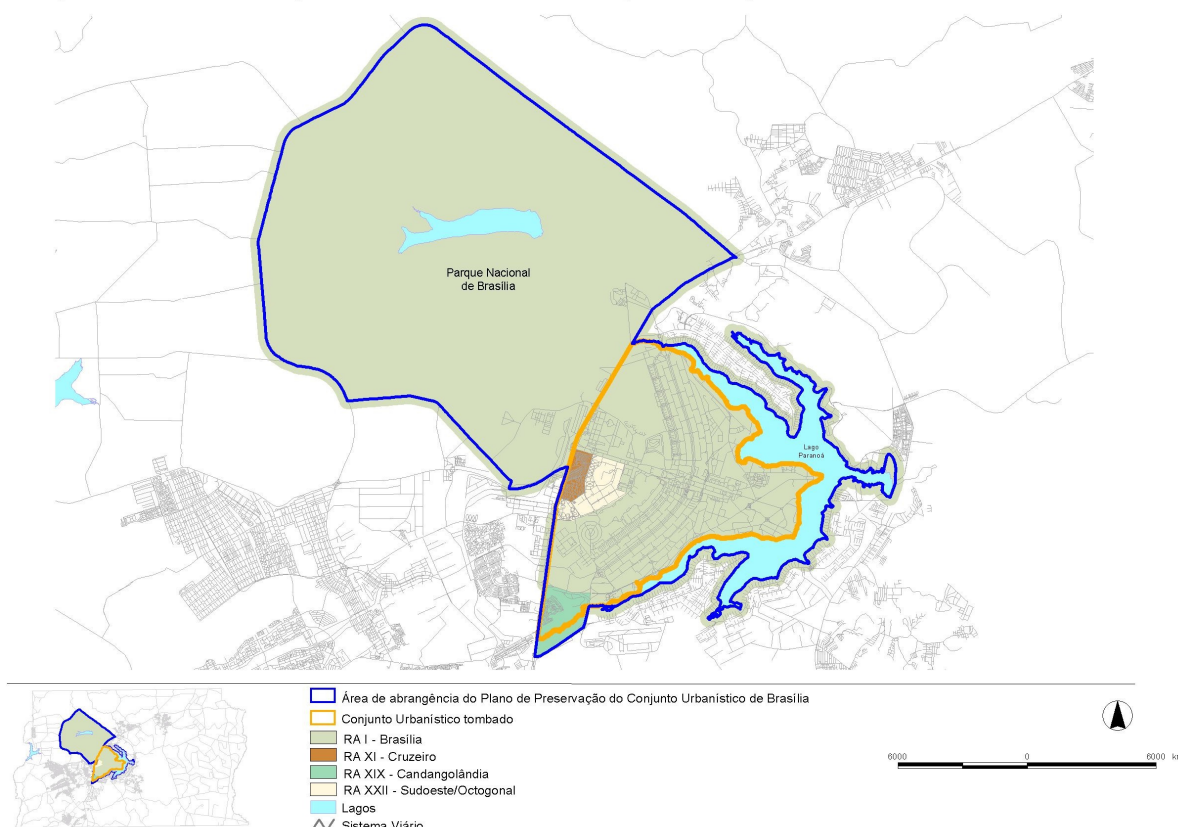 Parque Nacional
de Brasília
Lago
Paranoá
Área de abrangência do Plano de Preservação do Conjunto Urbanístico de Brasília
Conjunto Urbanístico tombado
RA I - Brasília
RA XI - Cruzeiro
RA XIX - Candangolândia
RA XXII - Sudoeste/Octogonal
Lagos
Sistema Viário
6000 0 6000